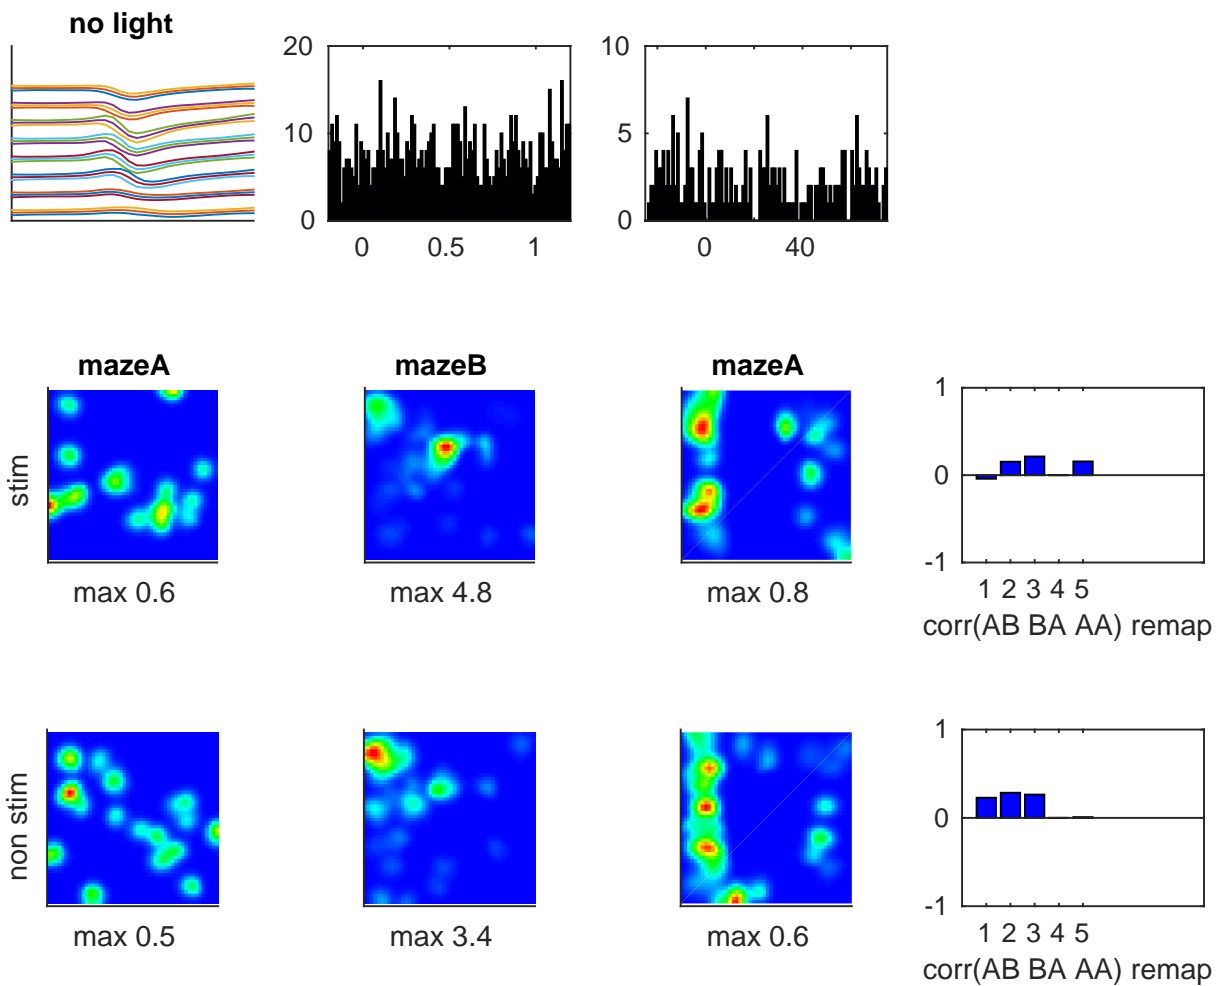 no light
20
10
0
0 0.5 1
10
5
0
0 40
mazeA mazeB mazeA
stim
max 0.6
max 4.8
max 0.8
1
0
-1
1 2 3 4 5
corr(AB BA AA) remap
non stim
max 0.5
max 3.4
max 0.6
1
0
-1
1 2 3 4 5
corr(AB BA AA) remap